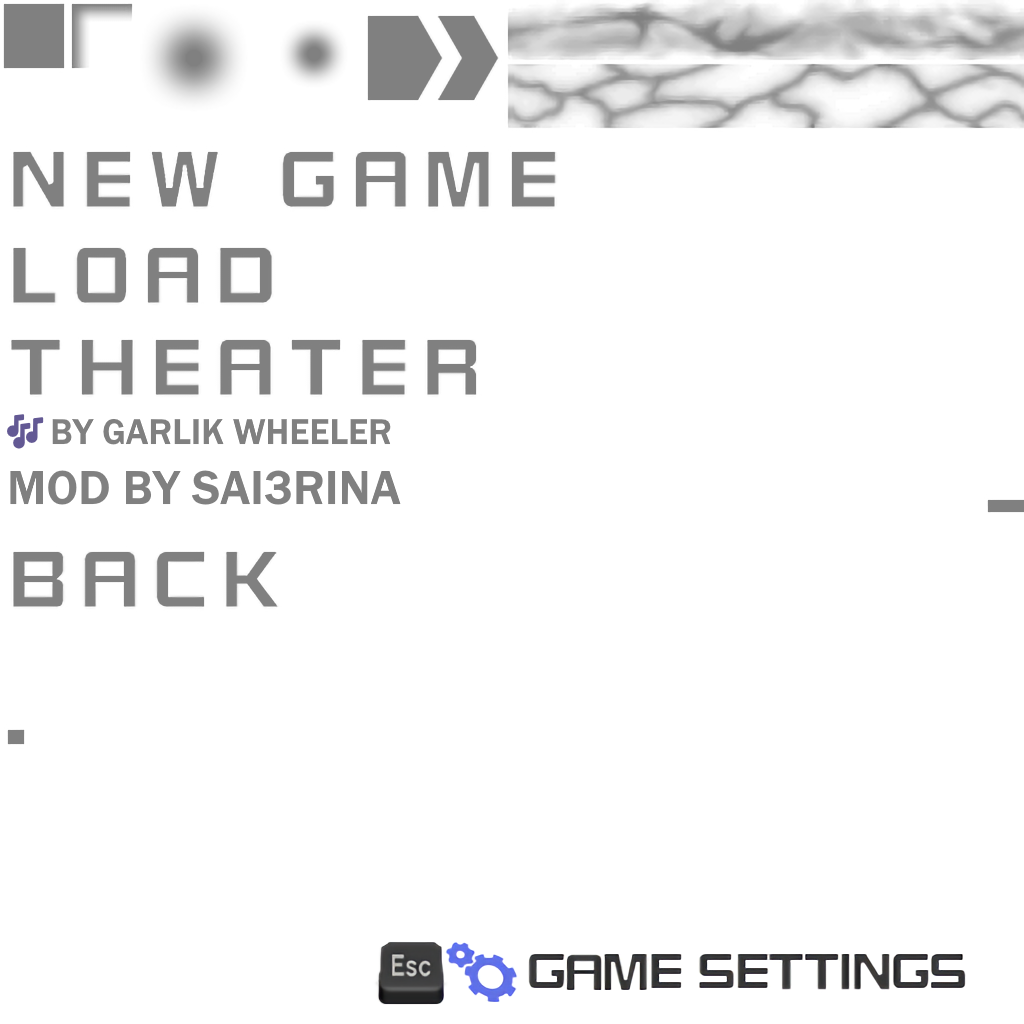 NEW GAME
LOAD
THEATER
BY GARLIK WHEELER
MOD BY SAI3RINA
BACK
Esc GAME SETTINGS